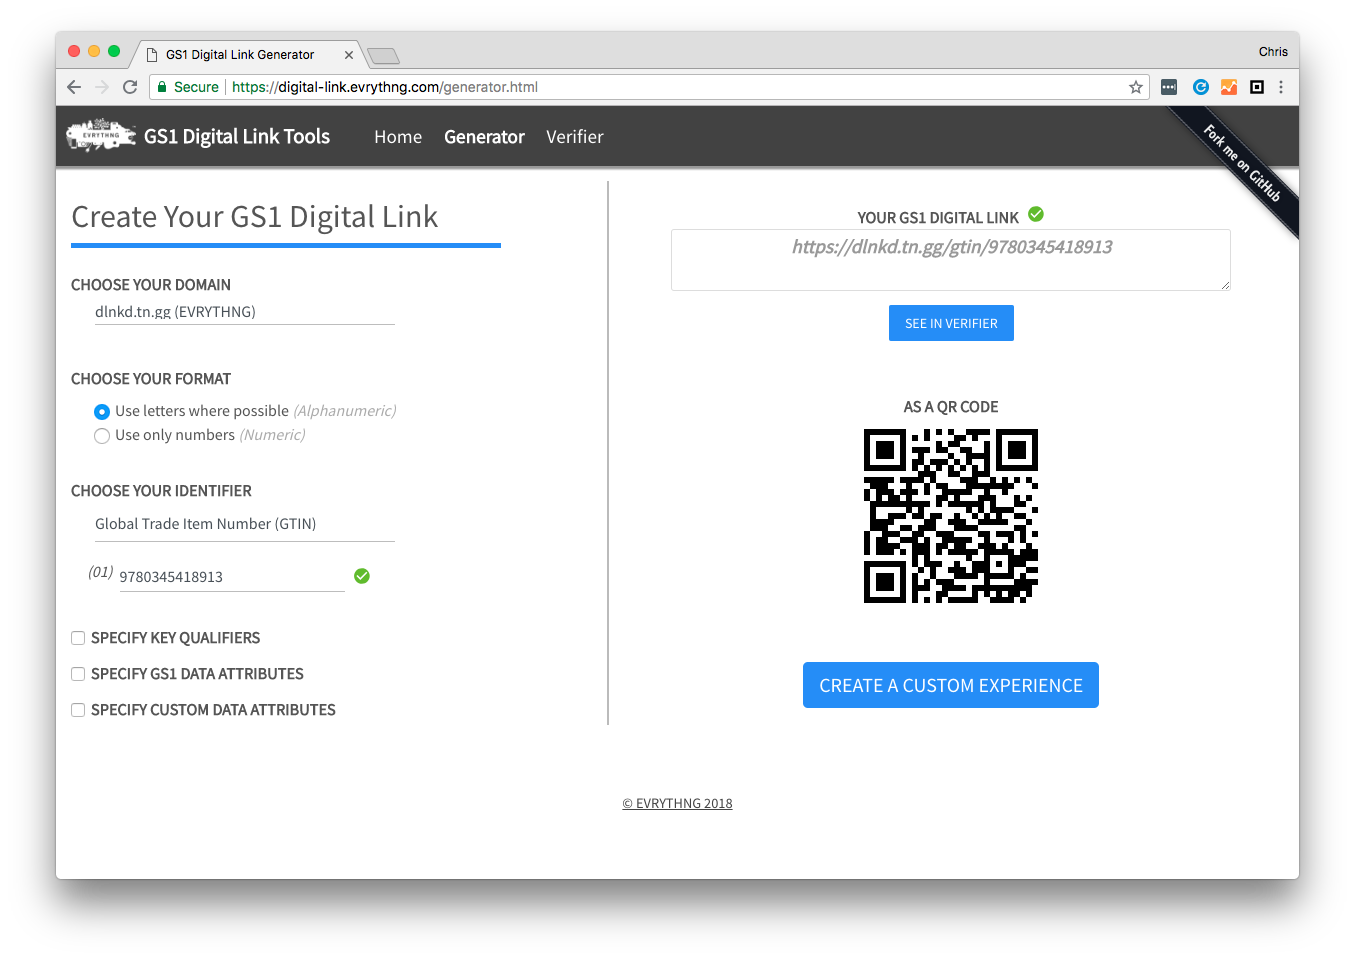 GS1 Digital Link Generator
Chris
Secure
https://digital-link.evrythng.com/generator.html
EVRYTHNG
GS1 Digital Link Tools
Home
Generator
Verifier
Fork me on GitHub
Create Your GS1 Digital Link
CHOOSE YOUR DOMAIN
dlnkd.tn.gg (EVRYTHNG)
CHOOSE YOUR FORMAT
Use letters where possible (Alphanumeric)
Use only numbers (Numeric)
CHOOSE YOUR IDENTIFIER
Global Trade Item Number (GTIN)
(01) 9780345418913
SPECIFY KEY QUALIFIERS
SPECIFY GS1 DATA ATTRIBUTES
SPECIFY CUSTOM DATA ATTRIBUTES
YOUR GS1 DIGITAL LINK
https://dlnkd.tn.gg/gtin/9780345418913
SEE IN VERIFIER
AS A QR CODE
CREATE A CUSTOM EXPERIENCE
© EVRYTHNG 2018